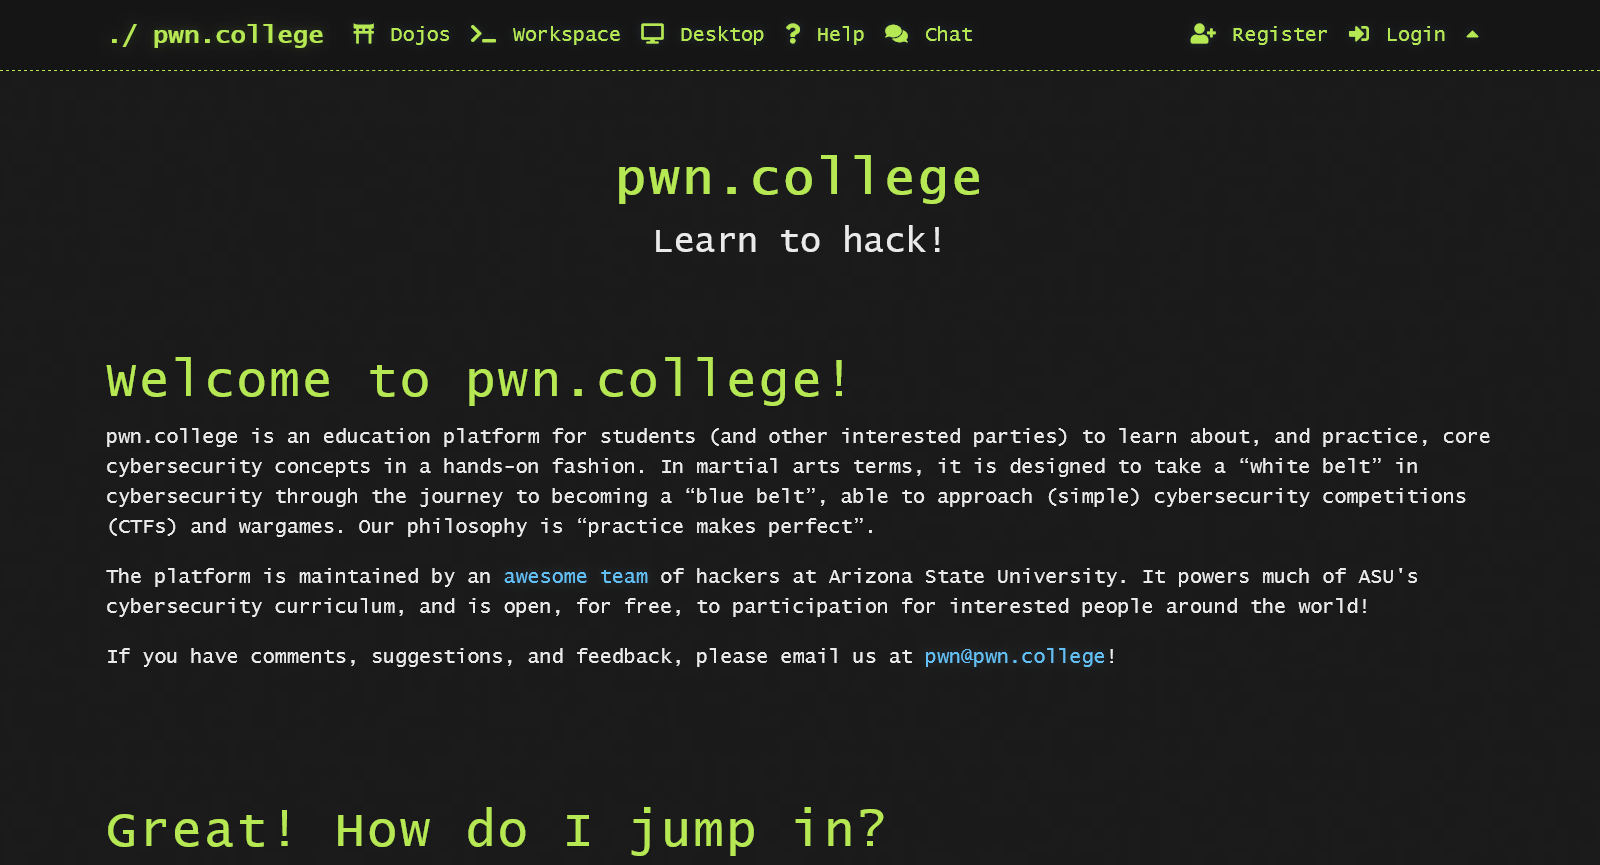 ./ pwn.college Dojos Workspace Desktop Help Chat Register Login
pwn.college
Learn to hack!
Welcome to pwn.college!
pwn.college is an education platform for students (and other interested parties) to learn about, and practice, core
cybersecurity concepts in a hands-on fashion. In martial arts terms, it is designed to take a “white belt” in
cybersecurity through the journey to becoming a “blue belt”, able to approach (simple) cybersecurity competitions
(CTFs) and wargames. Our philosophy is “practice makes perfect”.
The platform is maintained by an awesome team of hackers at Arizona State University. It powers much of ASU's
cybersecurity curriculum, and is open, for free, to participation for interested people around the world!
If you have comments, suggestions, and feedback, please email us at pwn@pwn.college!
Great! How do I jump in?